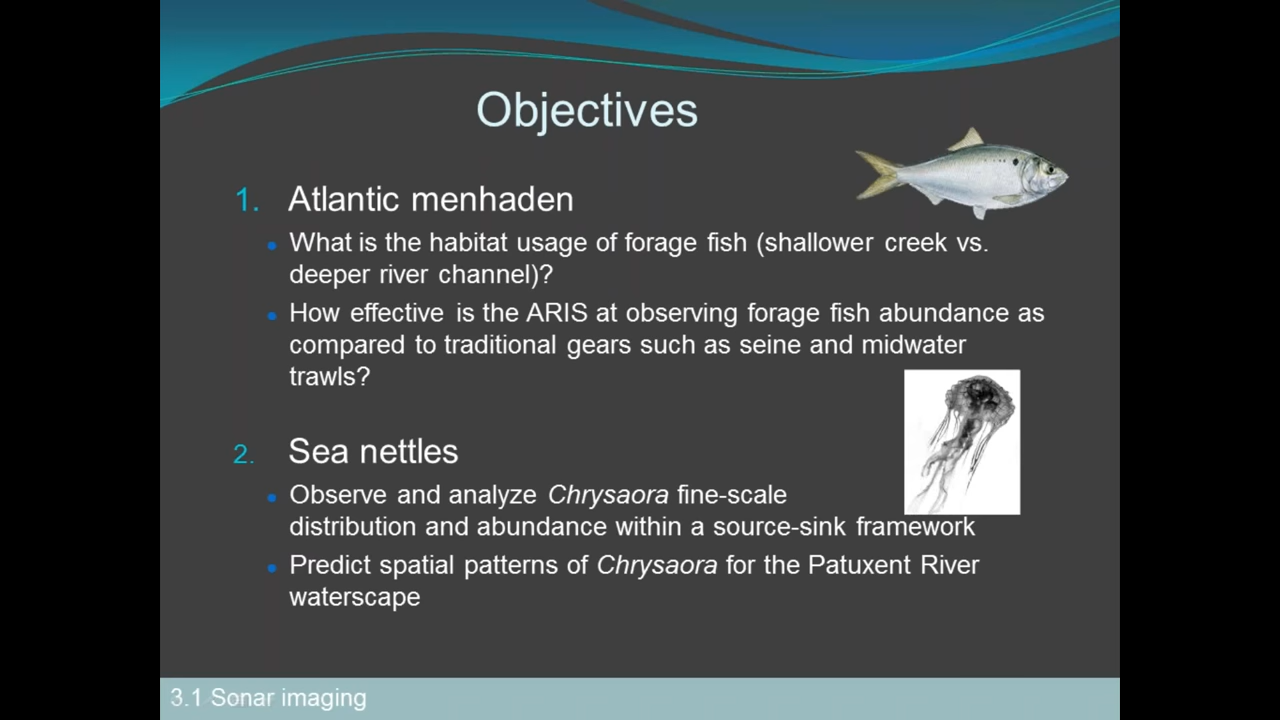 Objectives
1. Atlantic menhaden
• What is the habitat usage of forage fish (shallower creek vs.
deeper river channel)?
• How effective is the ARIS at observing forage fish abundance as
compared to traditional gears such as seine and midwater
trawls?
2. Sea nettles
• Observe and analyze Chrysaora fine-scale
distribution and abundance within a source-sink framework
• Predict spatial patterns of Chrysaora for the Patuxent River
waterscape
3.1 Sonar imaging